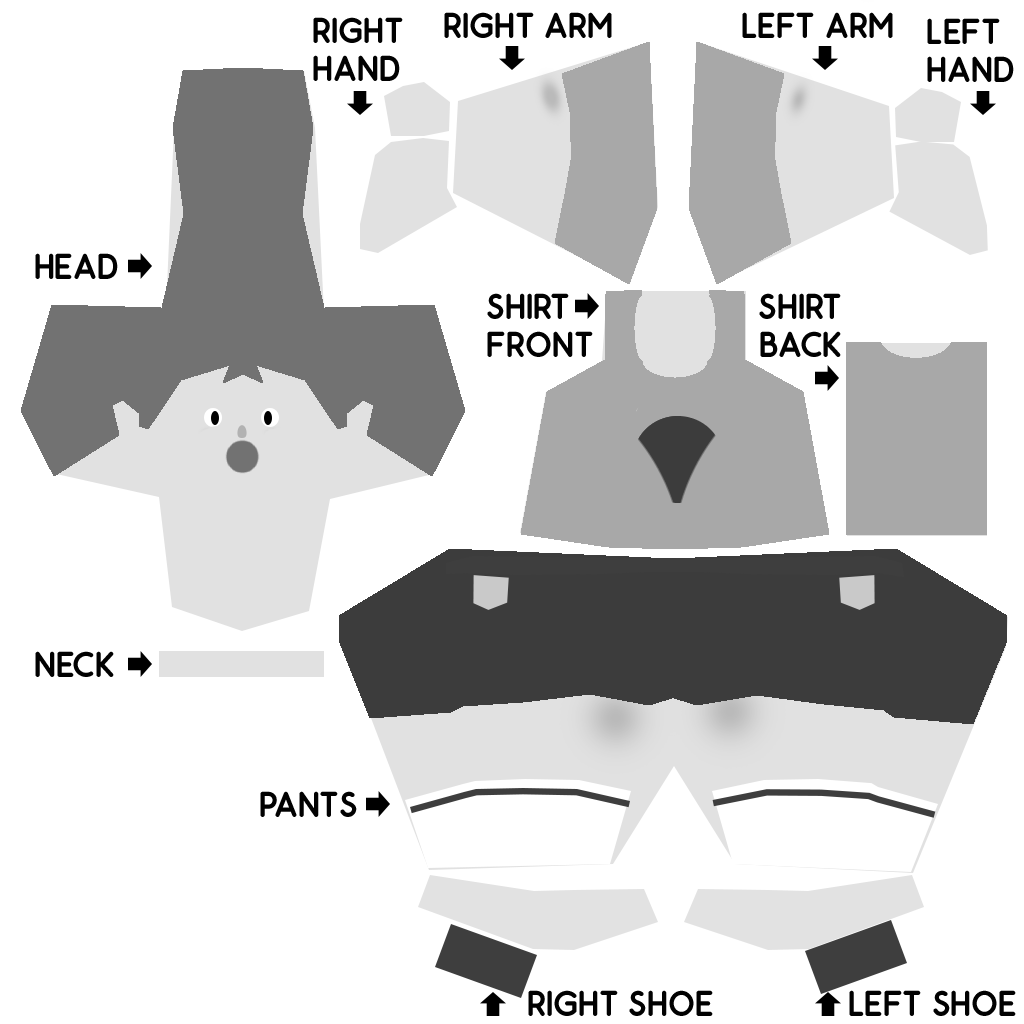 RIGHT
HAND
RIGHT ARM
LEFT ARM
LEFT
HAND
HEAD
SHIRT
FRONT
SHIRT
BACK
NECK
PANTS
RIGHT SHOE
LEFT SHOE